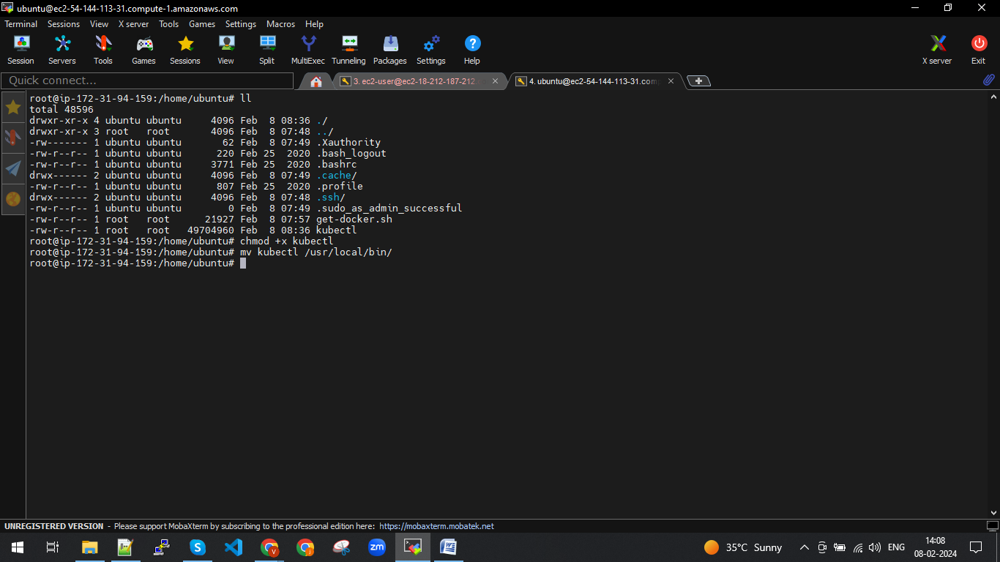 ubuntu@ec2-54-144-113-31.compute-1.amazonaws.com
Terminal Sessions View X server Tools Games Settings Macros Help
Session Servers Tools Games Sessions View Split MultiExec Tunneling Packages Settings Help X server Exit
Quick connect...
3. ec2-user@ec2-18-212-187-212.
4. ubuntu@ec2-54-144-113-31.com
root@ip-172-31-94-159:/home/ubuntu# ll
total 48596
drwxr-xr-x 4 ubuntu ubuntu     4096 Feb  8 08:36 ./
drwxr-xr-x 3 root   root       4096 Feb  8 07:48 ../
-rw------- 1 ubuntu ubuntu       62 Feb  8 07:49 .Xauthority
-rw-r--r-- 1 ubuntu ubuntu      220 Feb 25  2020 .bash_logout
-rw-r--r-- 1 ubuntu ubuntu     3771 Feb 25  2020 .bashrc
drwx------ 2 ubuntu ubuntu     4096 Feb  8 07:49 .cache/
-rw-r--r-- 1 ubuntu ubuntu      807 Feb 25  2020 .profile
drwx------ 2 ubuntu ubuntu     4096 Feb  8 07:48 .ssh/
-rw-r--r-- 1 ubuntu ubuntu        0 Feb  8 07:49 .sudo_as_admin_successful
-rw-r--r-- 1 root   root      21927 Feb  8 07:57 get-docker.sh
-rw-r--r-- 1 root   root   49704960 Feb  8 08:36 kubectl
root@ip-172-31-94-159:/home/ubuntu# chmod +x kubectl
root@ip-172-31-94-159:/home/ubuntu# mv kubectl /usr/local/bin/
root@ip-172-31-94-159:/home/ubuntu#
UNREGISTERED VERSION - Please support MobaXterm by subscribing to the professional edition here: https://mobaxterm.mobatek.net
35°C Sunny
ENG
14:08
08-02-2024